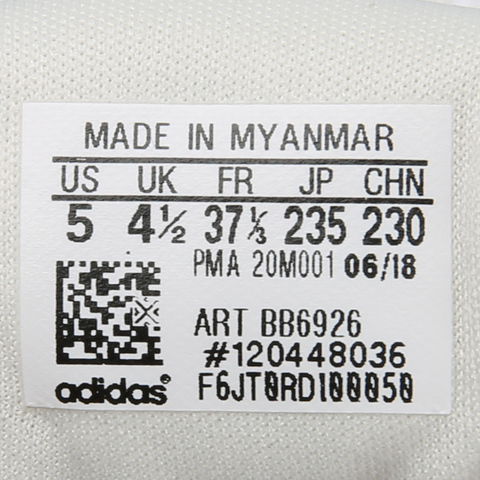 MADE IN MYANMAR
US UK FR JP CHN
5 4½ 37⅓ 235 230
PMA 20M001 06/18
ART BB6926
#120448036
adidas® F6JT0RDI00050